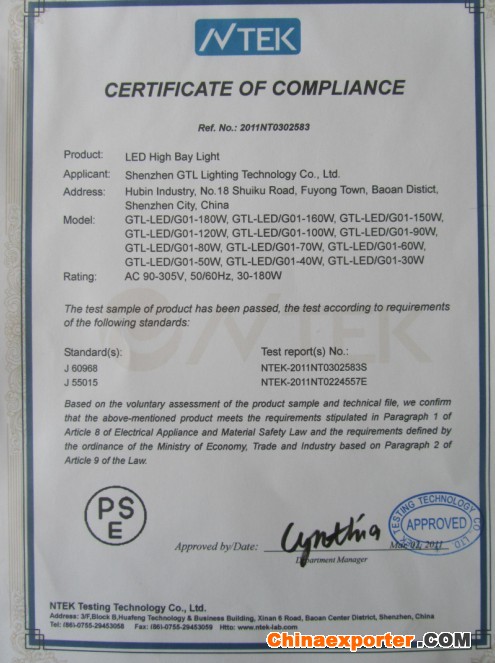 NTEK
CERTIFICATE OF COMPLIANCE
Ref. No.: 2011NT0302583
Product: LED High Bay Light
Applicant: Shenzhen GTL Lighting Technology Co., Ltd.
Address: Hubin Industry, No.18 Shuiku Road, Fuyong Town, Baoan Distict,
Shenzhen City, China
Model: GTL-LED/G01-180W, GTL-LED/G01-160W, GTL-LED/G01-150W,
GTL-LED/G01-120W, GTL-LED/G01-100W, GTL-LED/G01-90W,
GTL-LED/G01-80W, GTL-LED/G01-70W, GTL-LED/G01-60W,
GTL-LED/G01-50W, GTL-LED/G01-40W, GTL-LED/G01-30W
Rating: AC 90-305V, 50/60Hz, 30-180W
The test sample of product has been passed, the test according to requirements
of the following standards:
Standard(s): Test report(s) No.:
J 60968 NTEK-2011NT0302583S
J 55015 NTEK-2011NT0224557E
Based on the voluntary assessment of the product sample and technical file, we confirm
that the above-mentioned product meets the requirements stipulated in Paragraph 1 of
Article 8 of Electrical Appliance and Material Safety Law and the requirements defined by
the ordinance of the Ministry of Economy, Trade and Industry based on Paragraph 2 of
Article 9 of the Law.
PS
E
Approved by/Date: Cynthia Mar 01, 2011
Department Manager
TESTING TECHNOLOGY CO., LTD
APPROVED
NTEK Testing Technology Co., Ltd.
Address: 3/F,Block B,Huafeng Technology & Business Building, Xinan 6 Road, Baoan Center District, Shenzhen, China
Tel: (86)-0755-29453058 Fax: (86)-0755-29453059 Http: www.ntek-lab.com
Chinaexporter.com